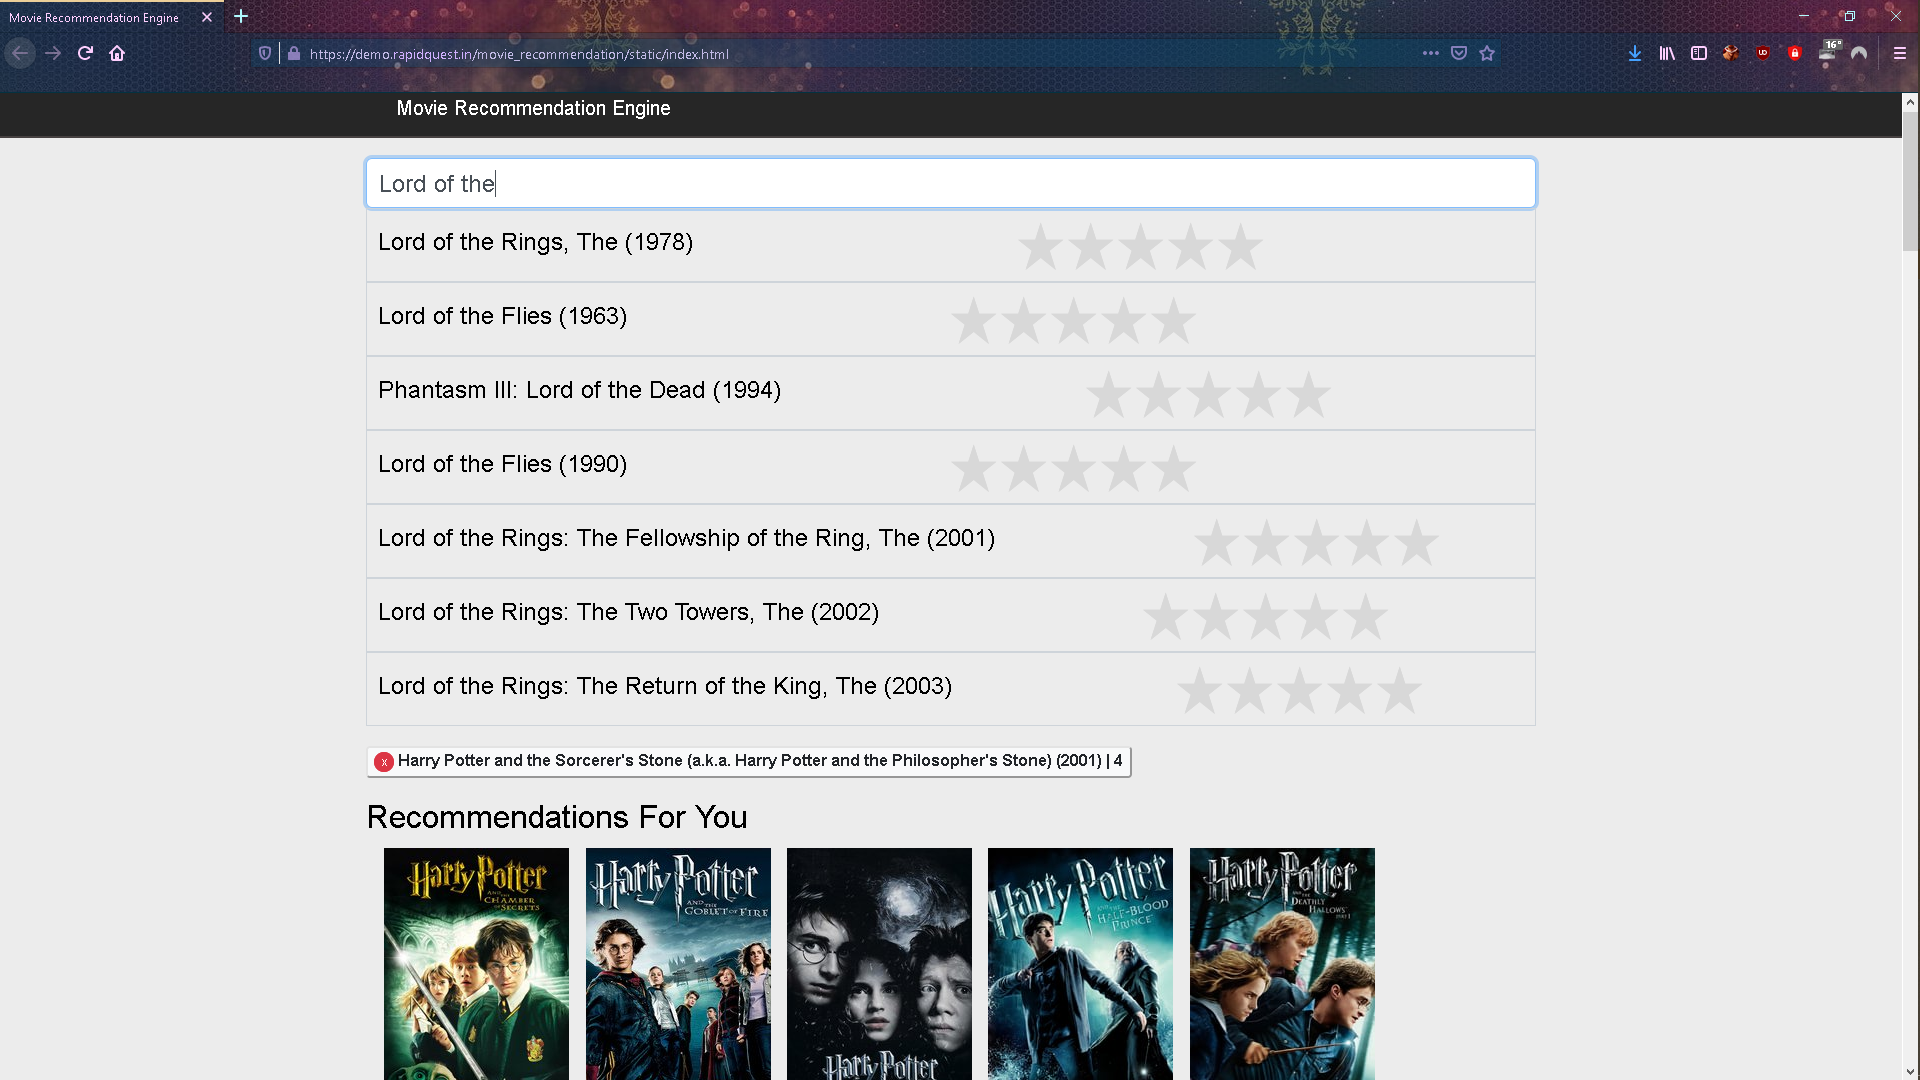 Movie Recommendation Engine
https://demo.rapidquest.in/movie_recommendation/static/index.html
16°
Movie Recommendation Engine
Lord of the
Lord of the Rings, The (1978)
Lord of the Flies (1963)
Phantasm III: Lord of the Dead (1994)
Lord of the Flies (1990)
Lord of the Rings: The Fellowship of the Ring, The (2001)
Lord of the Rings: The Two Towers, The (2002)
Lord of the Rings: The Return of the King, The (2003)
x Harry Potter and the Sorcerer's Stone (a.k.a. Harry Potter and the Philosopher's Stone) (2001) | 4
Recommendations For You
Harry Potter
AND THE
CHAMBER
OF SECRETS
Harry Potter
AND THE
GOBLET OF FIRE
Harry Potter
Harry Potter
AND THE
HALF-BLOOD
PRINCE
Harry Potter
AND THE
DEATHLY
HALLOWS
PART 1